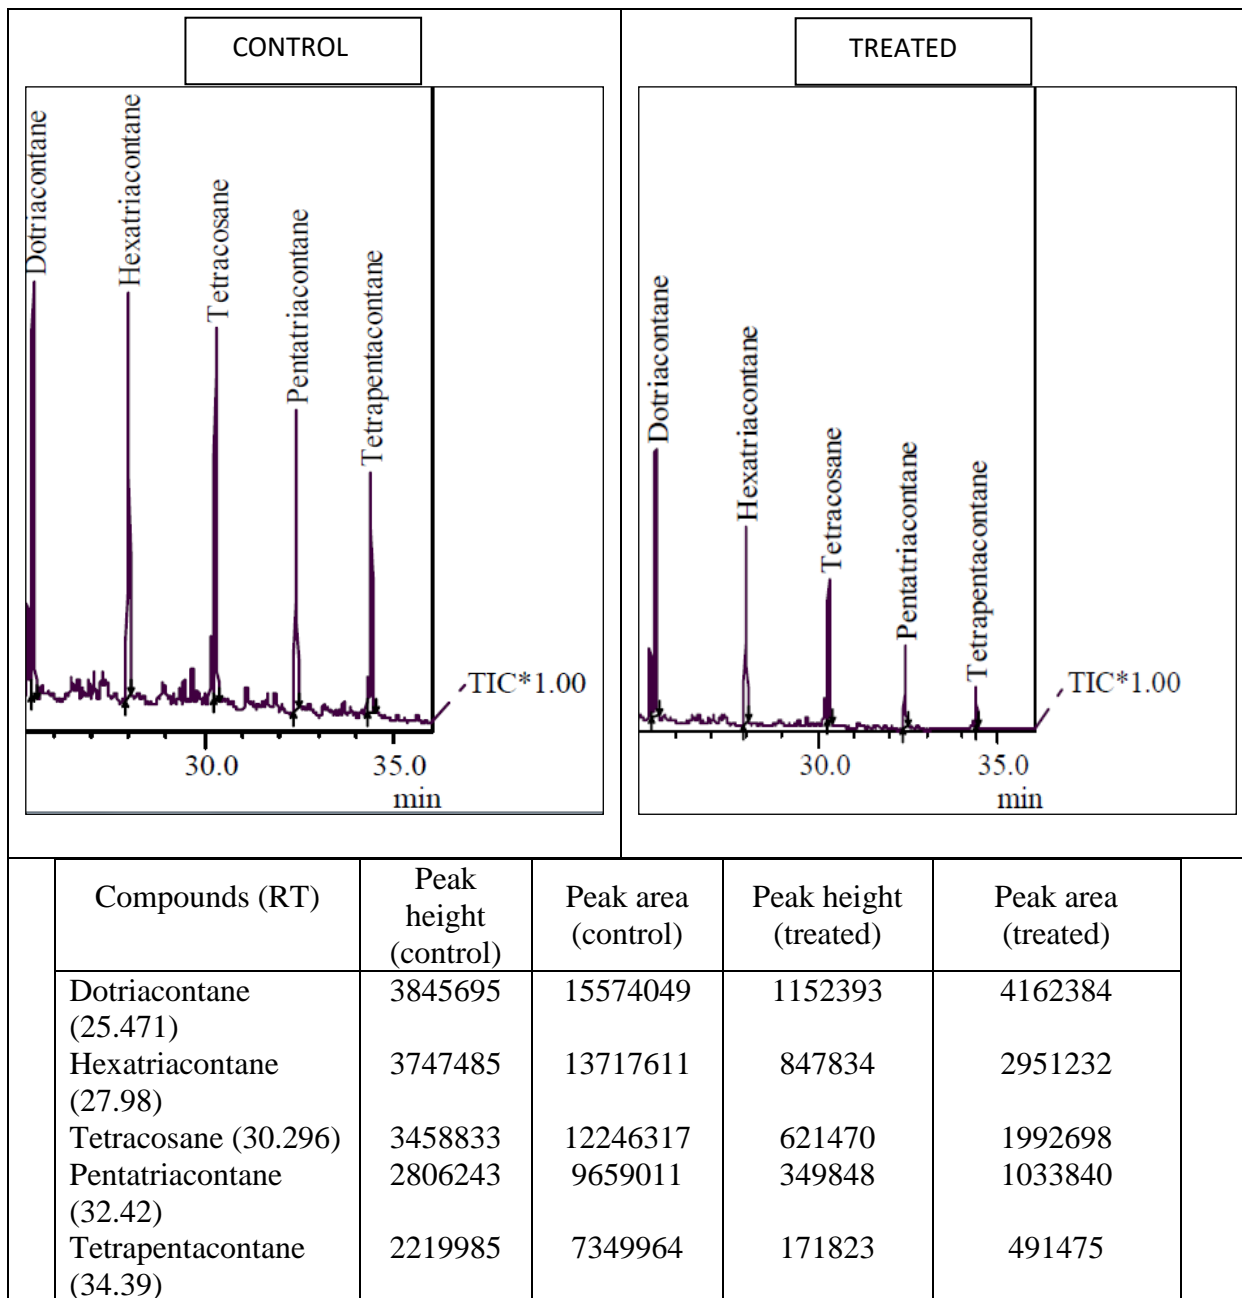 CONTROL
Dotriacontane
Hexatriacontane
Tetracosane
Pentatriacontane
Tetrapentacontane
TIC*1.00
30.0 35.0
min
TREATED
Dotriacontane
Hexatriacontane
Tetracosane
Pentatriacontane
Tetrapentacontane
TIC*1.00
30.0 35.0
min
Compounds (RT) Peak height (control) Peak area (control) Peak height (treated) Peak area (treated)
Dotriacontane 3845695 15574049 1152393 4162384
(25.471)
Hexatriacontane 3747485 13717611 847834 2951232
(27.98)
Tetracosane (30.296) 3458833 12246317 621470 1992698
Pentatriacontane 2806243 9659011 349848 1033840
(32.42)
Tetrapentacontane 2219985 7349964 171823 491475
(34.39)